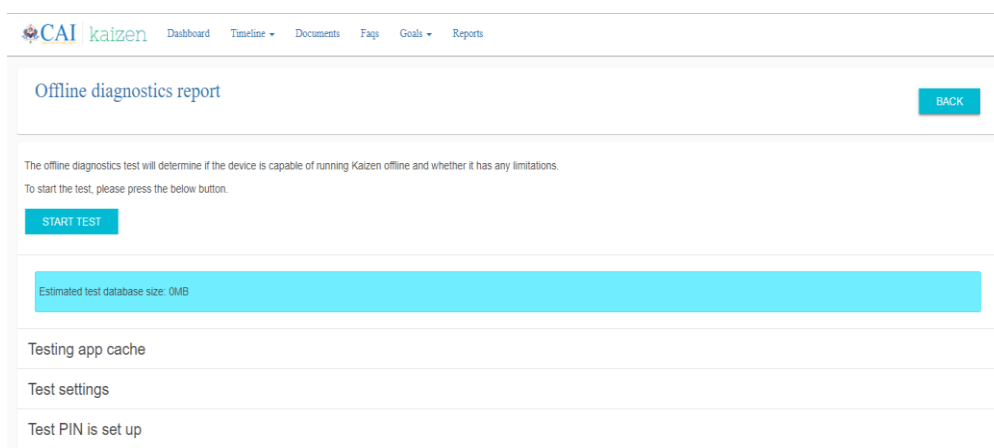 CAI kaizen Dashboard Timeline Documents Faqs Goals Reports
Offline diagnostics report
BACK
The offline diagnostics test will determine if the device is capable of running Kaizen offline and whether it has any limitations.
To start the test, please press the below button.
START TEST
Estimated test database size: 0MB
Testing app cache
Test settings
Test PIN is set up